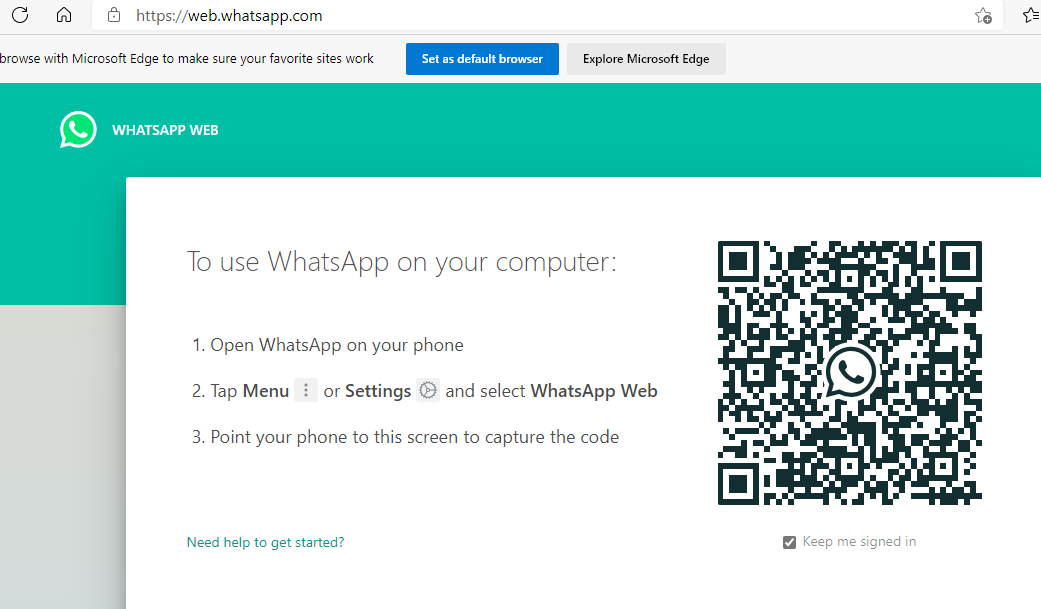 https://web.whatsapp.com
browse with Microsoft Edge to make sure your favorite sites work
Set as default browser
Explore Microsoft Edge
WHATSAPP WEB
To use WhatsApp on your computer:
1. Open WhatsApp on your phone
2. Tap Menu or Settings and select WhatsApp Web
3. Point your phone to this screen to capture the code
Need help to get started?
Keep me signed in